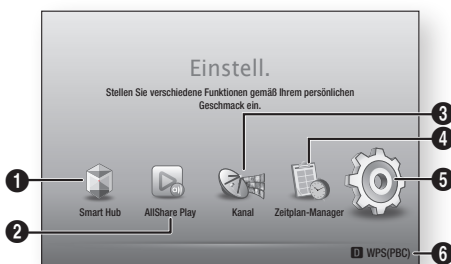 Einstell.
Stellen Sie verschiedene Funktionen gemäß Ihrem persönlichen
Geschmack ein.
3
4
1
5
Smart Hub AllShare Play Kanal Zeitplan-Manager
2
D WPS(PBC) 6